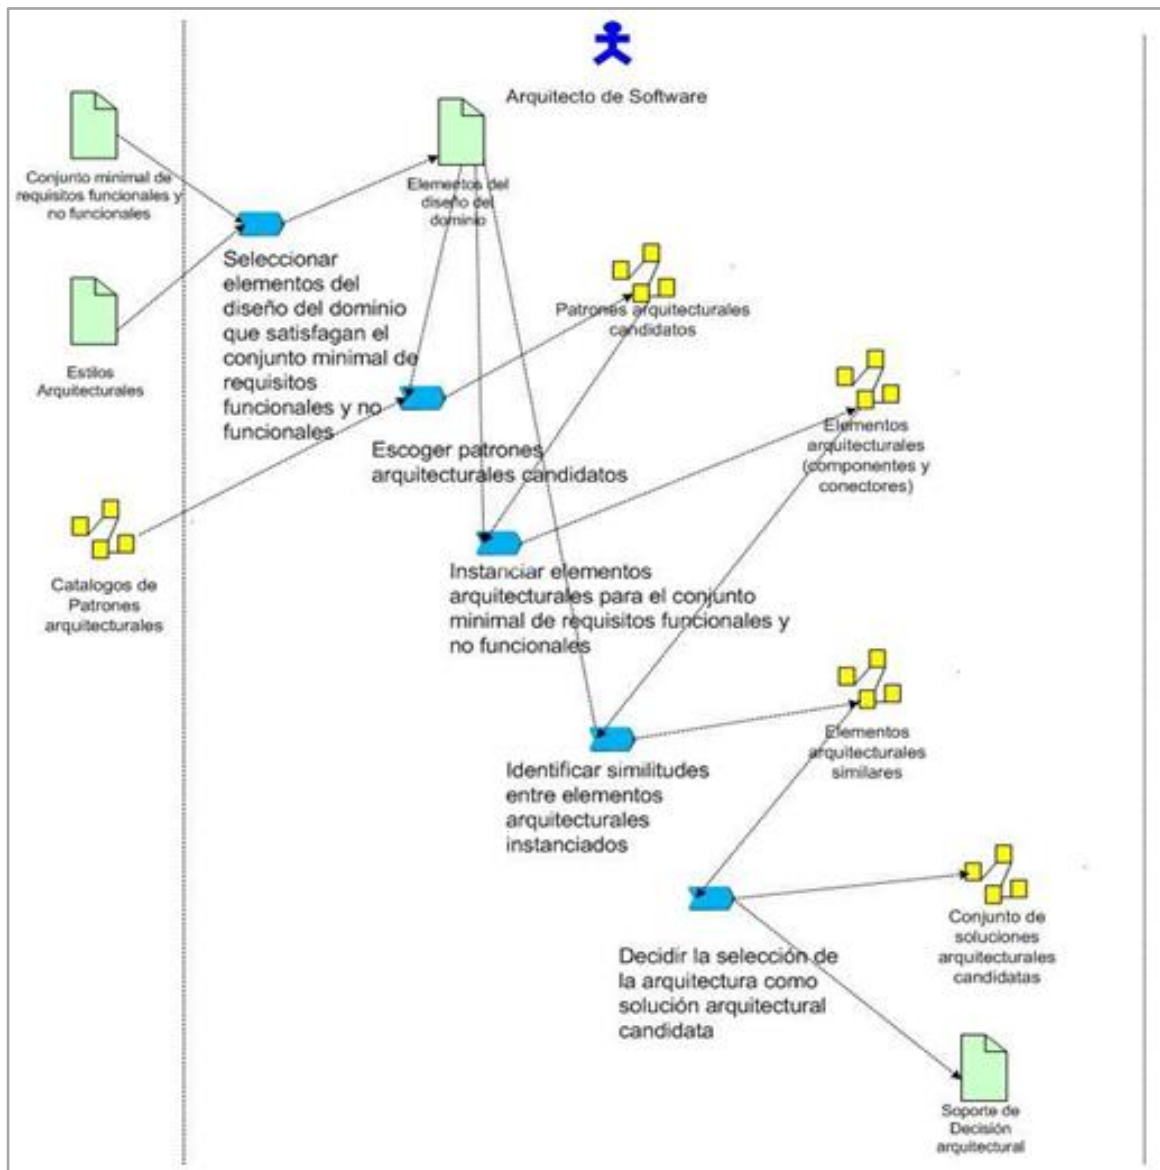 Arquitecto de Software
Conjunto minimal de
requisitos funcionales y
no funcionales
Elementos del
diseño del
dominio
Seleccionar
elementos del
diseño del dominio
que satisfagan el
conjunto minimal de
requisitos
funcionales y no
funcionales
Estilos
Arquitecturales
Patrones arquitecturales
candidatos
Escoger patrones
arquitecturales candidatos
Elementos
arquitecturales
(componentes y
conectores)
Catalogos de
Patrones
arquitecturales
Instanciar elementos
arquitecturales para el conjunto
minimal de requisitos funcionales y
no funcionales
Elementos
arquitecturales
similares
Identificar similitudes
entre elementos
arquitecturales
instanciados
Conjunto de
soluciones
arquitecturales
candidatas
Decidir la selección de
la arquitectura como
solución arquitectural
candidata
Soporte de
Decisión
arquitectural